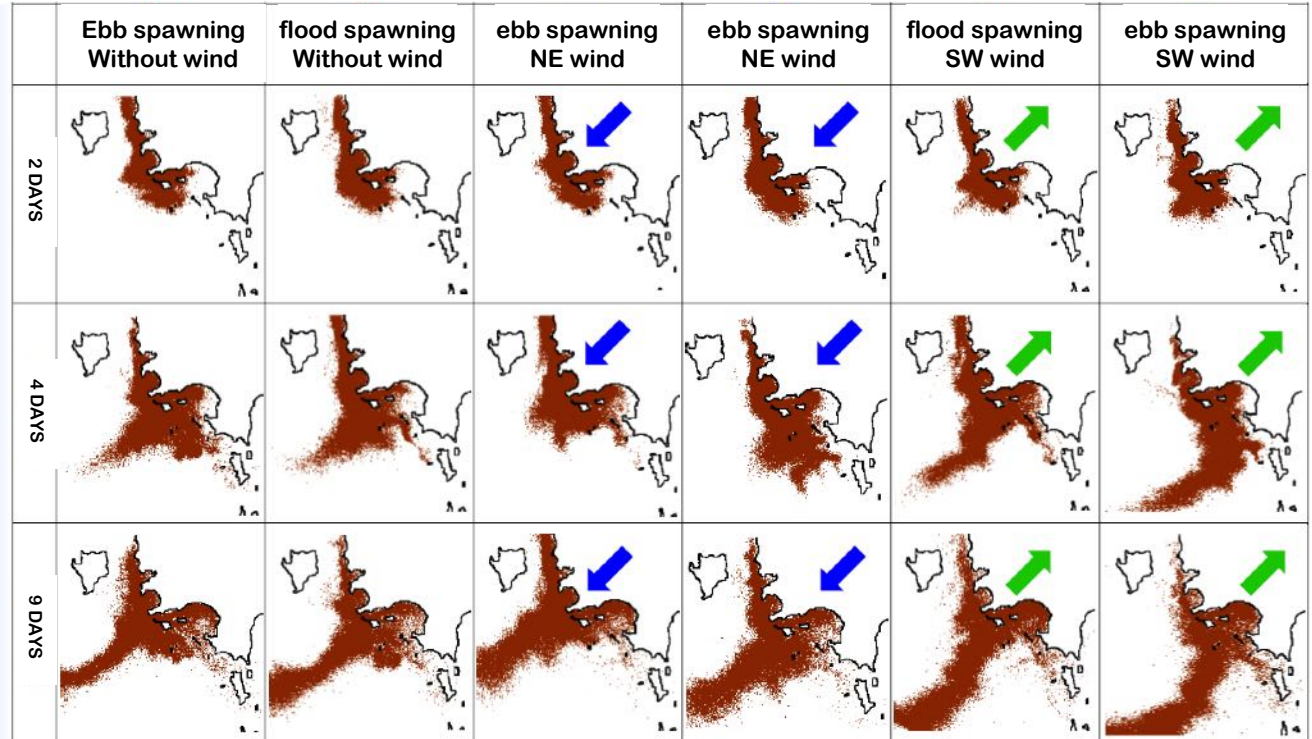 Ebb spawning
Without wind
flood spawning
Without wind
ebb spawning
NE wind
ebb spawning
NE wind
flood spawning
SW wind
ebb spawning
SW wind
2 DAYS
4 DAYS
9 DAYS